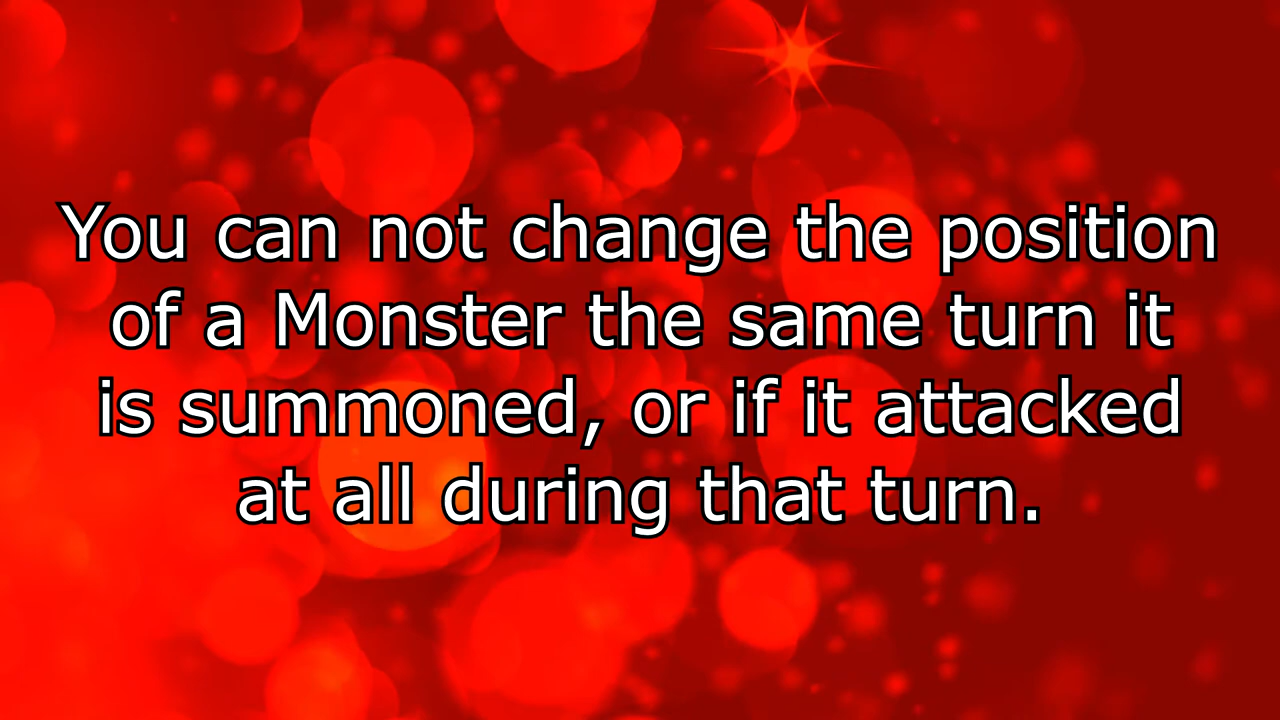 You can not change the position
of a Monster the same turn it
is summoned, or if it attacked
at all during that turn.